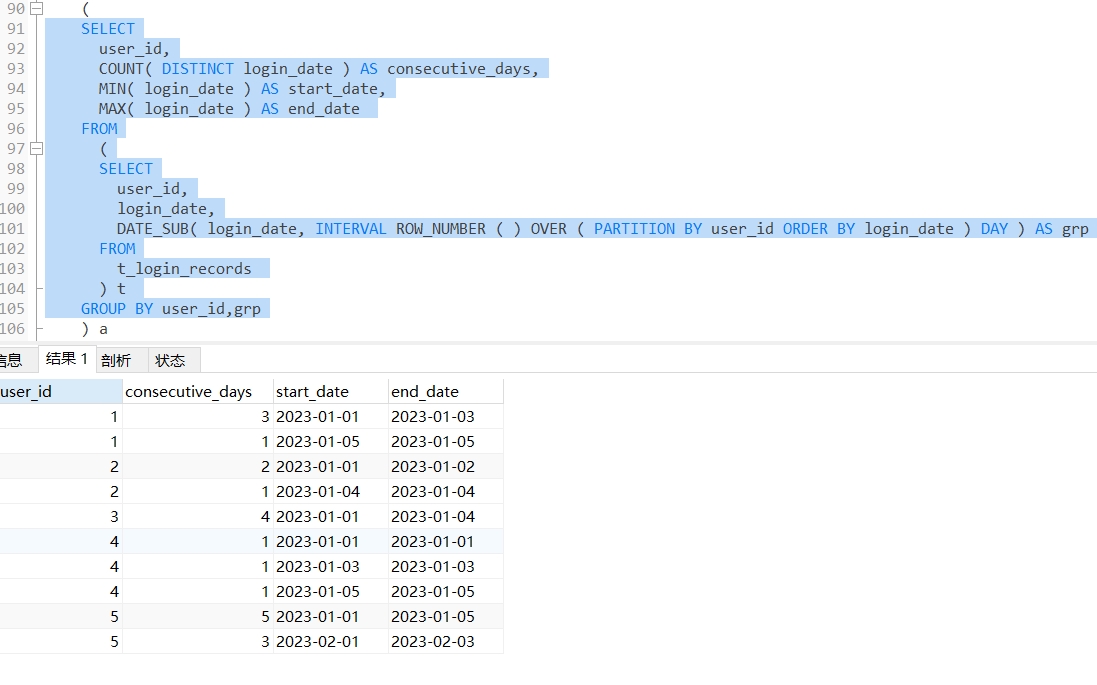 90 (
91 SELECT
92 user_id,
93 COUNT( DISTINCT login_date ) AS consecutive_days,
94 MIN( login_date ) AS start_date,
95 MAX( login_date ) AS end_date
96 FROM
97 (
98 SELECT
99 user_id,
100 login_date,
101 DATE_SUB( login_date, INTERVAL ROW_NUMBER ( ) OVER ( PARTITION BY user_id ORDER BY login_date ) DAY ) AS grp
102 FROM
103 t_login_records
104 ) t
105 GROUP BY user_id,grp
106 ) a
信息 结果 1 剖析 状态
user_id consecutive_days start_date end_date
1 3 2023-01-01 2023-01-03
1 1 2023-01-05 2023-01-05
2 2 2023-01-01 2023-01-02
2 1 2023-01-04 2023-01-04
3 4 2023-01-01 2023-01-04
4 1 2023-01-01 2023-01-01
4 1 2023-01-03 2023-01-03
4 1 2023-01-05 2023-01-05
5 5 2023-01-01 2023-01-05
5 3 2023-02-01 2023-02-03